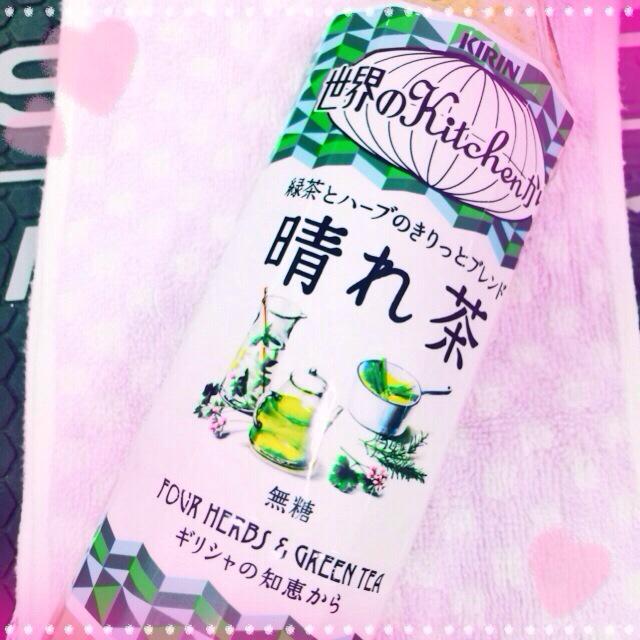 KIRIN
世界のKitchenから
緑茶とハーブのきりっとブレンド
晴れ茶
無糖
FOUR HERBS & GREEN TEA
ギリシャの知恵から